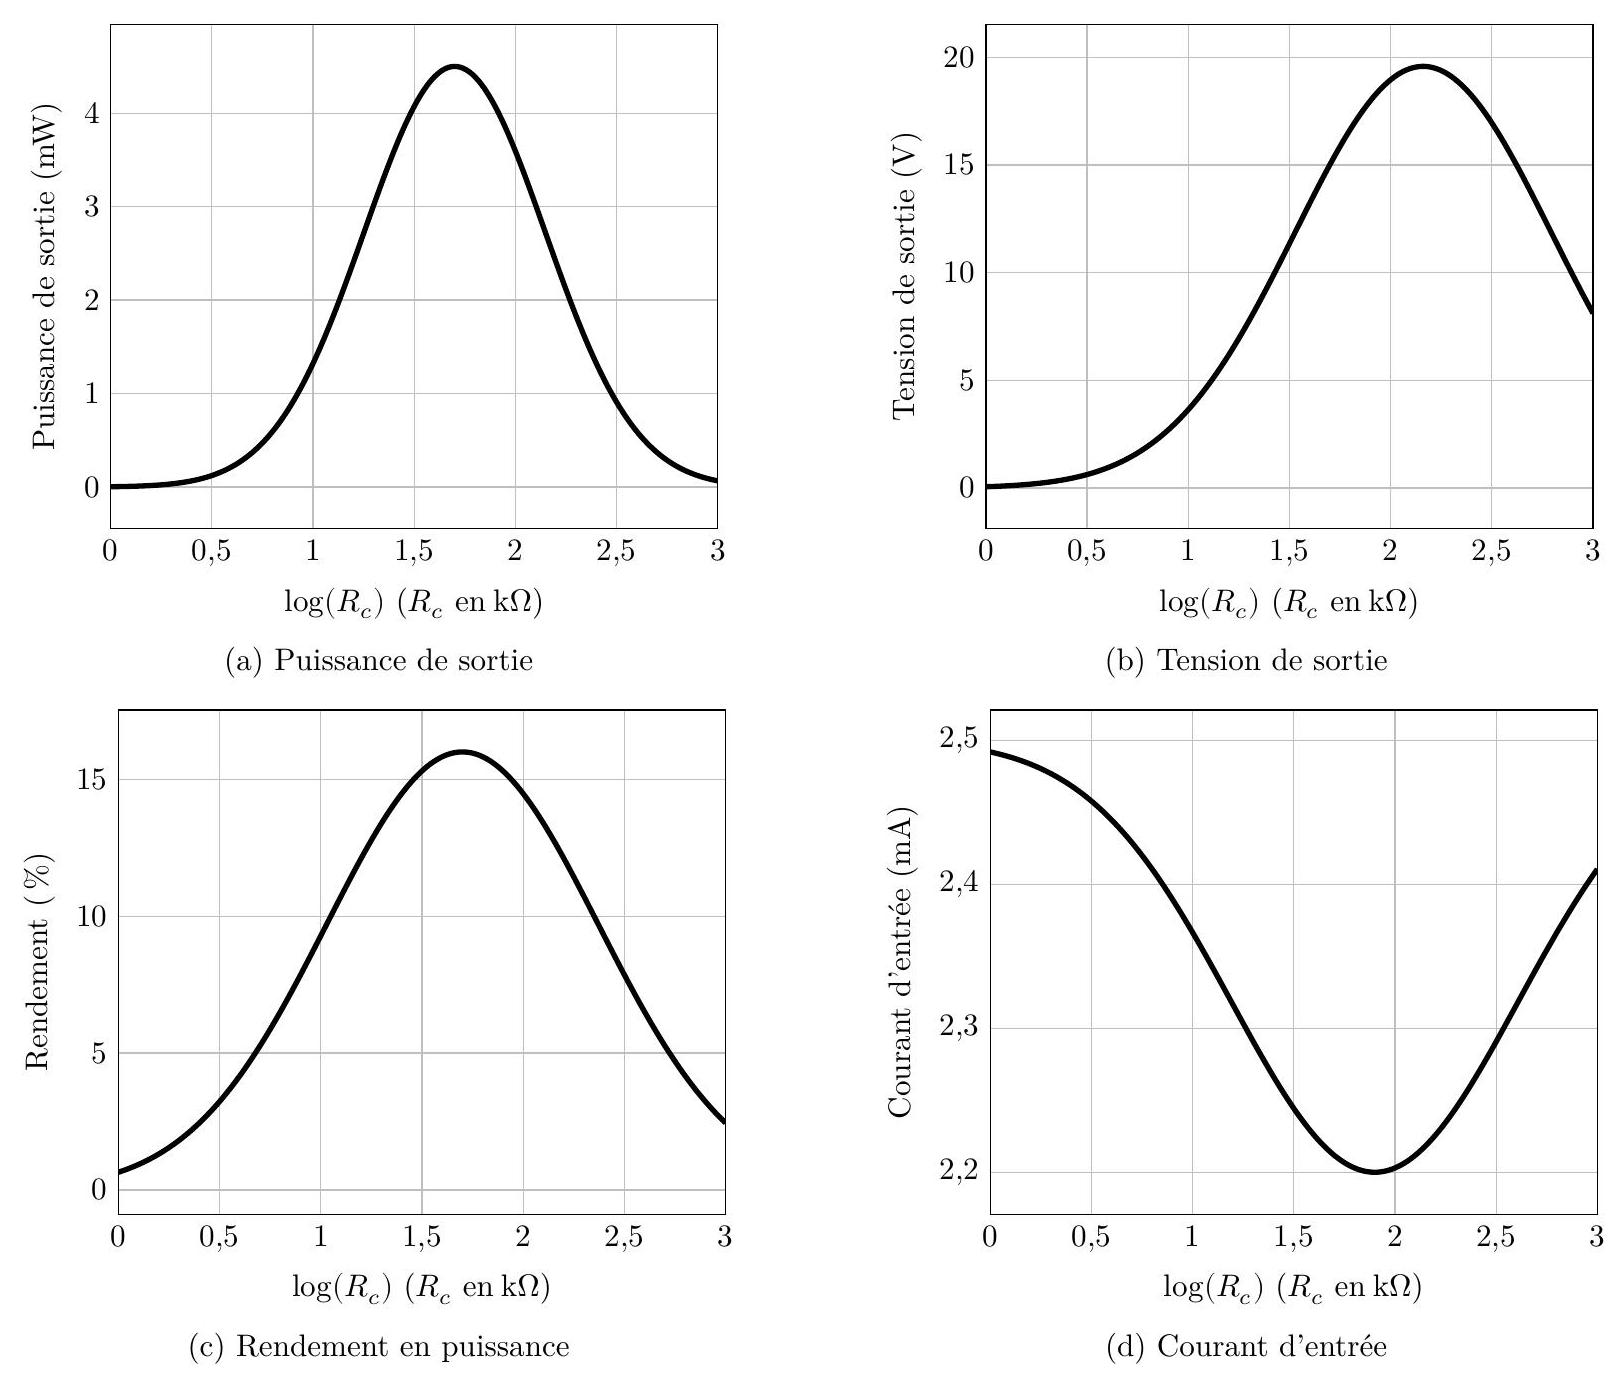 Puissance de sortie (mW)
4
3
2
1
0
0 0,5 1 1,5 2 2,5 3
log(R_c) (R_c en kΩ)
(a) Puissance de sortie
Tension de sortie (V)
20
15
10
5
0
0 0,5 1 1,5 2 2,5 3
log(R_c) (R_c en kΩ)
(b) Tension de sortie
Rendement ( %)
15
10
5
0
0 0,5 1 1,5 2 2,5 3
log(R_c) (R_c en kΩ)
(c) Rendement en puissance
Courant d'entrée (mA)
2,5
2,4
2,3
2,2
0 0,5 1 1,5 2 2,5 3
log(R_c) (R_c en kΩ)
(d) Courant d'entrée